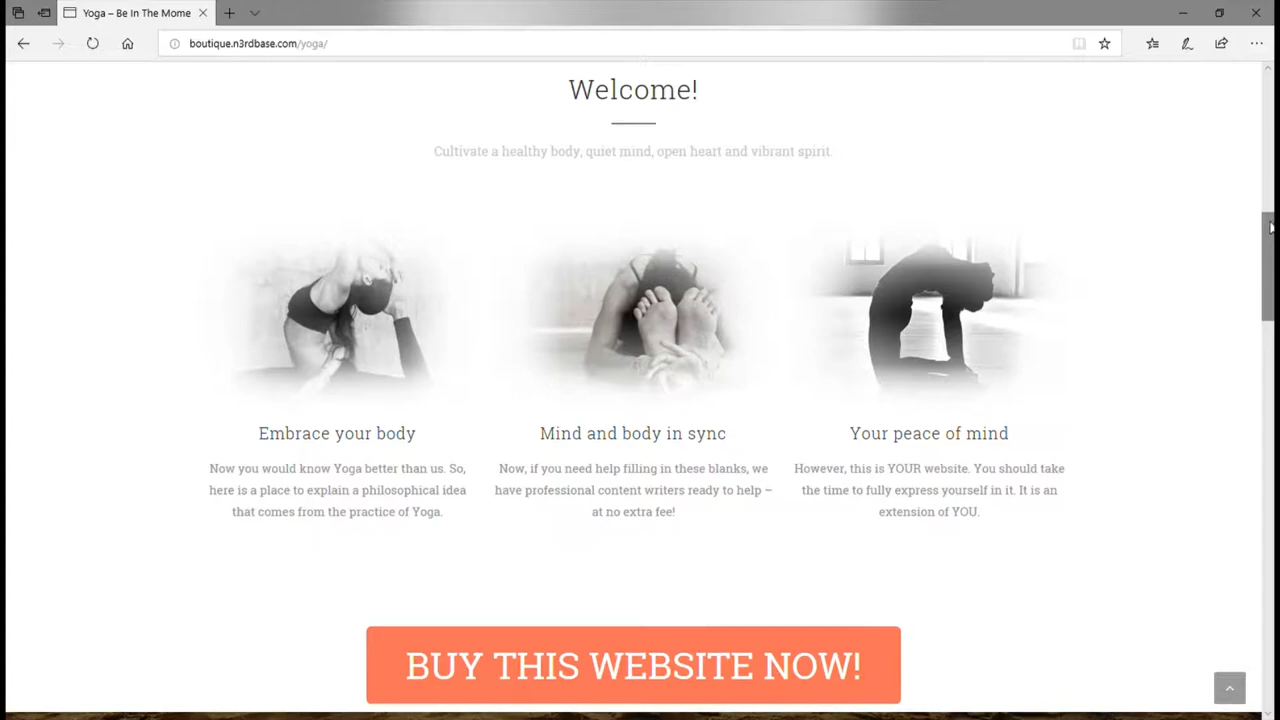 Yoga – Be In The Mome
boutique.n3rdbase.com/yoga/
Welcome!
Cultivate a healthy body, quiet mind, open heart and vibrant spirit.
Embrace your body
Now you would know Yoga better than us. So,
here is a place to explain a philosophical idea
that comes from the practice of Yoga.
Mind and body in sync
Now, if you need help filling in these blanks, we
have professional content writers ready to help –
at no extra fee!
Your peace of mind
However, this is YOUR website. You should take
the time to fully express yourself in it. It is an
extension of YOU.
BUY THIS WEBSITE NOW!